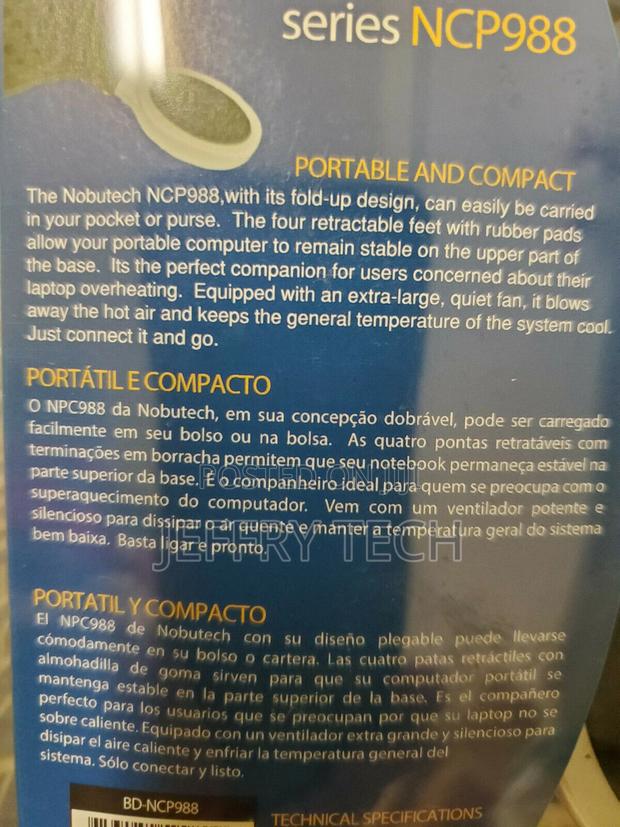 series NCP988
PORTABLE AND COMPACT
The Nobutech NCP988,with its fold-up design, can easily be carried
in your pocket or purse. The four retractable feet with rubber pads
allow your portable computer to remain stable on the upper part of
the base. Its the perfect companion for users concerned about their
laptop overheating. Equipped with an extra-large, quiet fan, it blows
away the hot air and keeps the general temperature of the system cool.
Just connect it and go.
PORTÁTIL E COMPACTO
O NPC988 da Nobutech, em sua concepção dobrável, pode ser carregado
facilmente em seu bolso ou na bolsa. As quatro pontas retratáveis com
terminações em borracha permitem que seu notebook permaneça estável na
parte superior da base. É o companheiro ideal para quem se preocupa com o
superaquecimento do computador. Vem com um ventilador potente e
silencioso para dissipar o ar quente e manter a temperatura geral do sistema
bem baixa. Basta ligar e pronto.
POSTED ON JIJI
JEFFRY TECH
PORTATIL Y COMPACTO
El NPC988 de Nobutech con su diseño plegable puede llevarse
cómodamente en su bolso o cartera. Las cuatro patas retráctiles con
almohadilla de goma sirven para que su computador portátil se
mantenga estable en la parte superior de la base. Es el compañero
perfecto para los usuarios que se preocupan por que su laptop no se
sobre caliente. Equipado con un ventilador extra grande y silencioso para
disipar el aire caliente y enfriar la temperatura general del
sistema. Sólo conectar y listo.
BD-NCP988
TECHNICAL SPECIFICATIONS